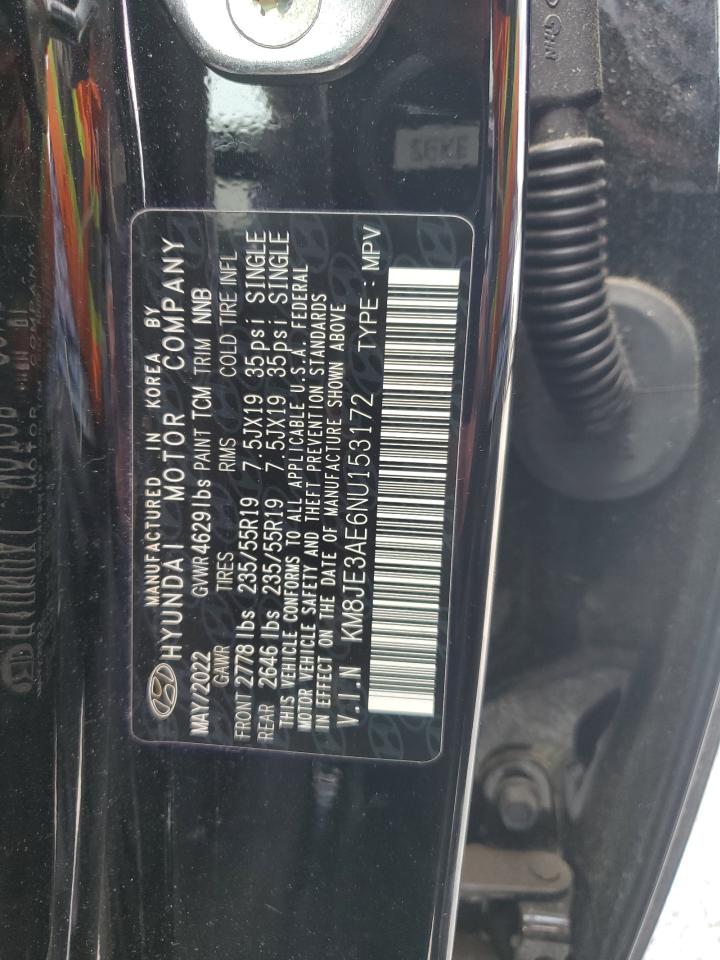 MANUFACTURED IN KOREA BY
HYUNDAI MOTOR COMPANY
MAY/2022 GVWR 4629 lbs PAINT TCM TRIM NNB
GAWR TIRES RIMS COLD TIRE INFL
FRONT 2778 lbs 235/55R19 7.5JX19 35psi SINGLE
REAR 2646 lbs 235/55R19 7.5JX19 35psi SINGLE
THIS VEHICLE CONFORMS TO ALL APPLICABLE U.S.A. FEDERAL
MOTOR VEHICLE SAFETY AND THEFT PREVENTION STANDARDS
IN EFFECT ON THE DATE OF MANUFACTURE SHOWN ABOVE
V.I.N KM8JE3AE6NU153172 TYPE : MPV